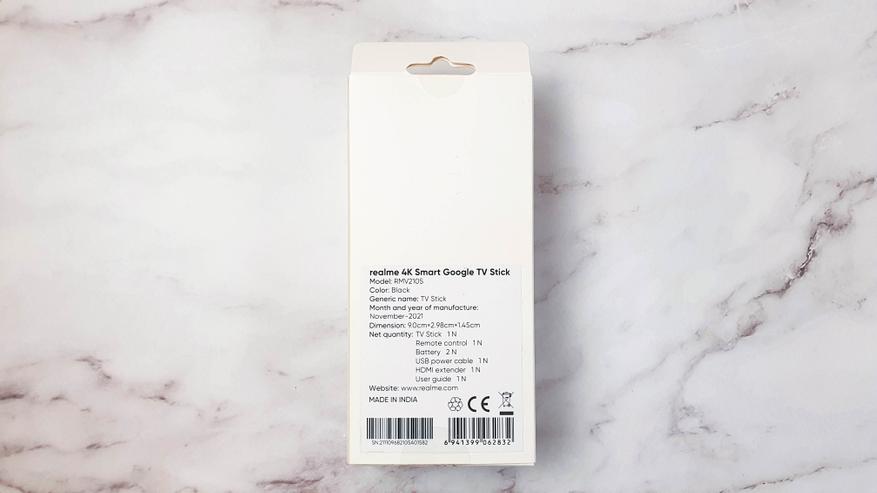 realme 4K Smart Google TV Stick
Model: RMV2105
Color: Black
Generic name: TV Stick
Month and year of manufacture:
November-2021
Dimension: 9.0cm*2.98cm*1.45cm
Net quantity: TV Stick 1 N
Remote control 1 N
Battery 2 N
USB power cable 1 N
HDMI extender 1 N
User guide 1 N
Website: www.realme.com
MADE IN INDIA
CE
6 941399 062832